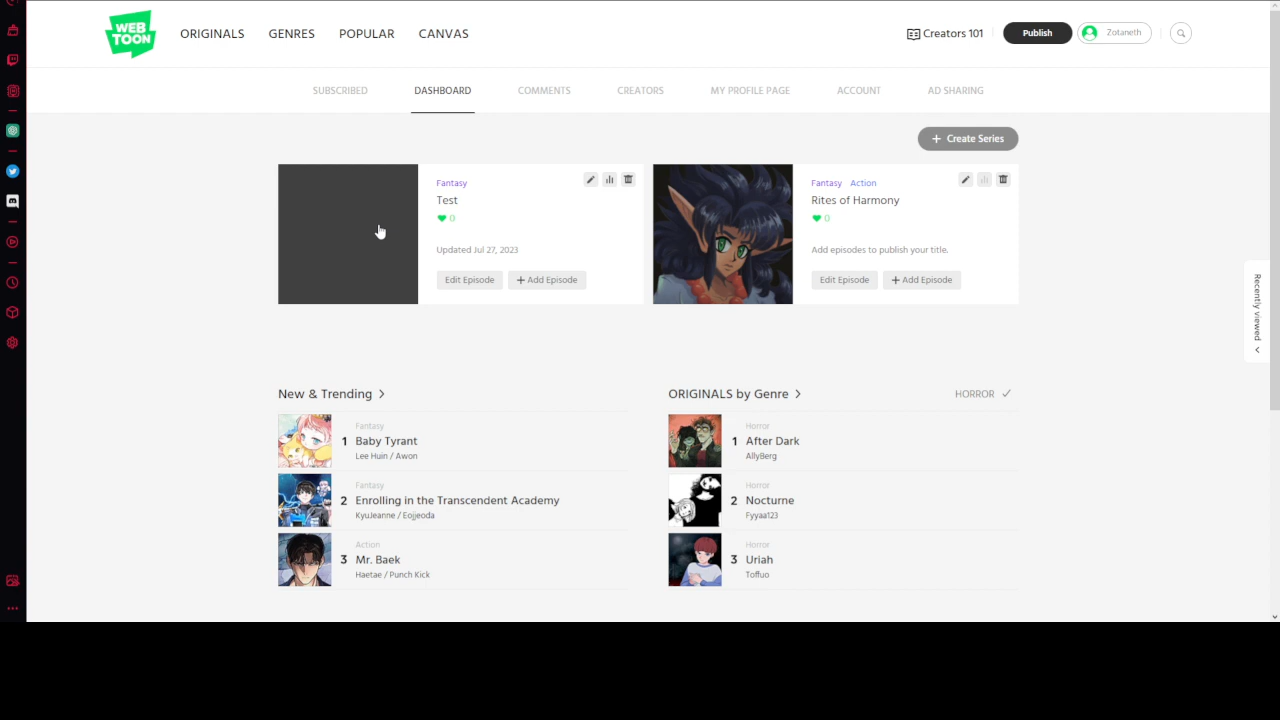 WEB
TOON
ORIGINALS GENRES POPULAR CANVAS
Creators 101 Publish Zotaneth
SUBSCRIBED DASHBOARD COMMENTS CREATORS MY PROFILE PAGE ACCOUNT AD SHARING
+ Create Series
Fantasy
Test
0
Updated Jul 27, 2023
Edit Episode + Add Episode
Fantasy Action
Rites of Harmony
0
Add episodes to publish your title.
Edit Episode + Add Episode
Recently viewed
New & Trending >
Fantasy
1 Baby Tyrant
Lee Huin / Awon
Fantasy
2 Enrolling in the Transcendent Academy
KyuJeanne / Eojjeoda
Action
3 Mr. Baek
Haetae / Punch Kick
ORIGINALS by Genre > HORROR
Horror
1 After Dark
AllyBerg
Horror
2 Nocturne
Fyyaa123
Horror
3 Uriah
Toffuo